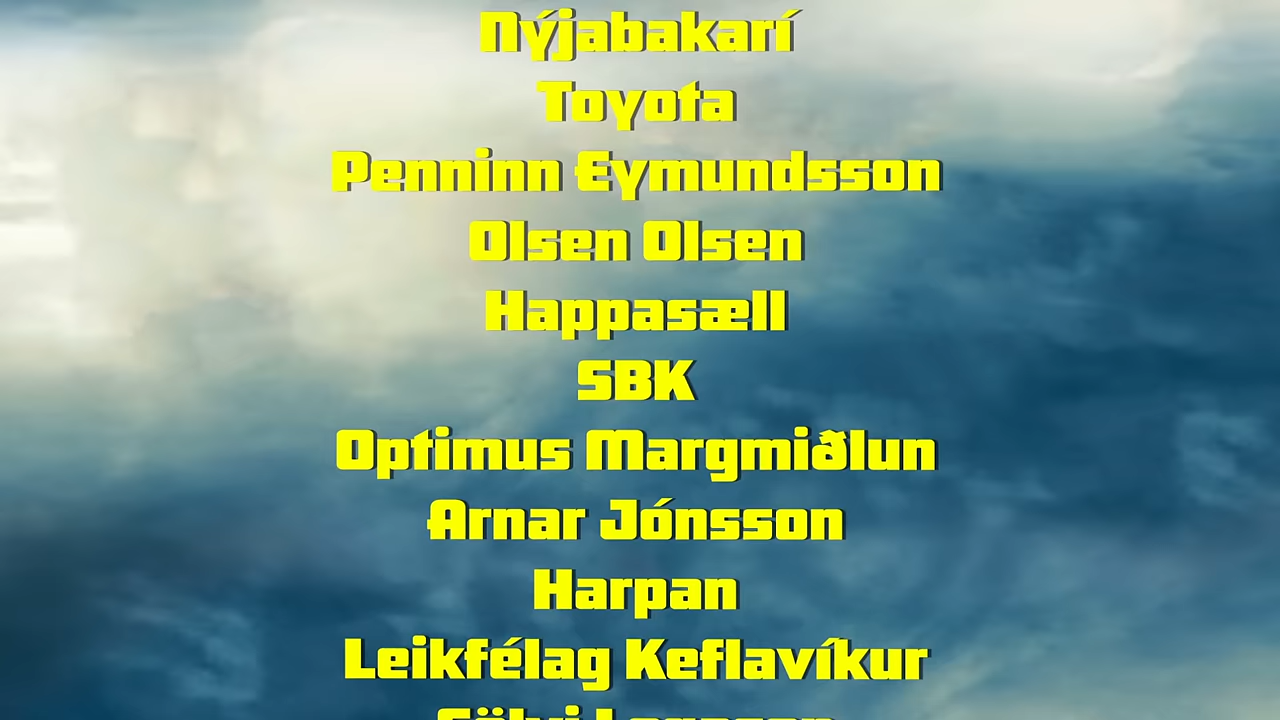 Nýjabakarí
Toyota
Penninn Eymundsson
Olsen Olsen
Happasæll
SBK
Optimus Margmiðlun
Arnar Jónsson
Harpan
Leikfélag Keflavíkur